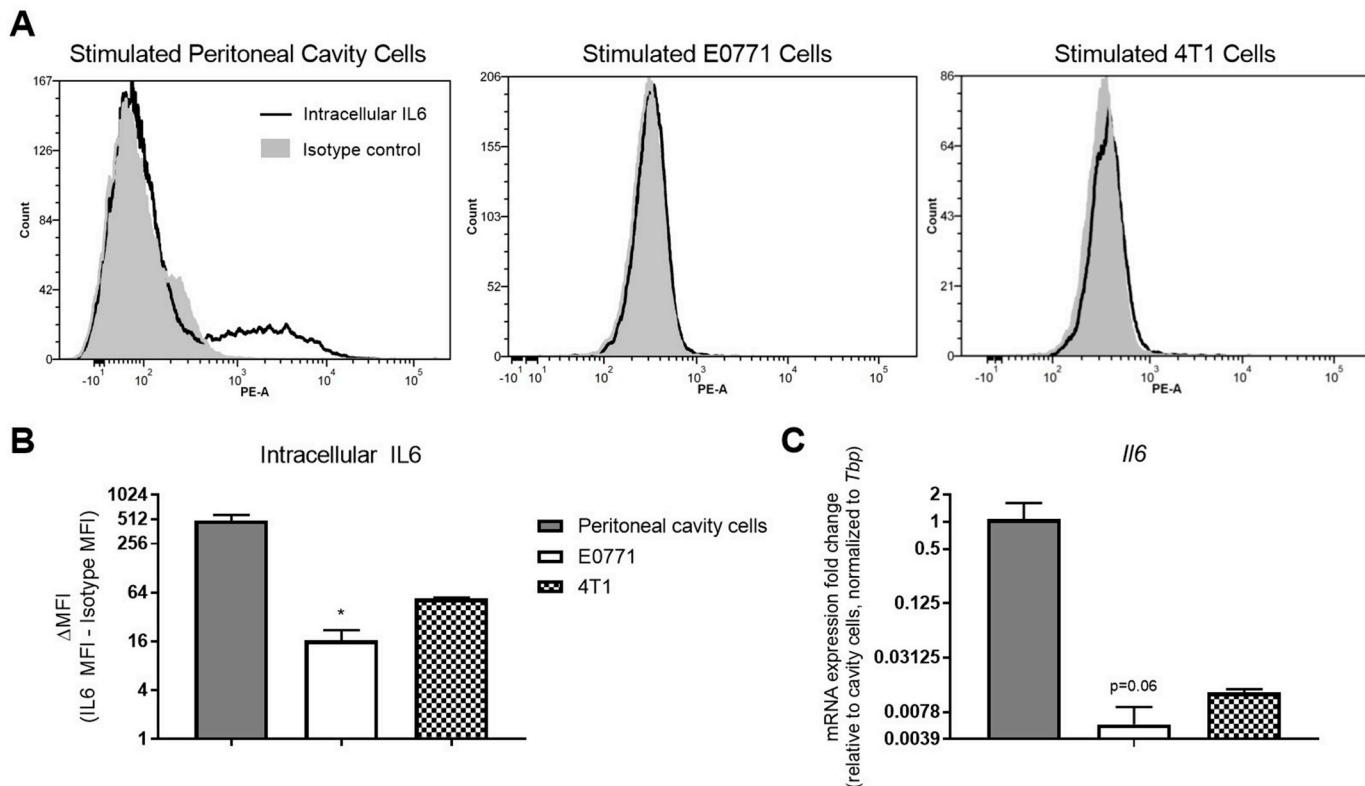 A
Stimulated Peritoneal Cavity Cells
Stimulated E0771 Cells
Stimulated 4T1 Cells
167
126
84
42
0
Count
Intracellular IL6
Isotype control
-10¹
10²
10³
10⁴
10⁵
PE-A
206
155
103
52
0
Count
-10¹
10¹
10²
10³
10⁴
10⁵
PE-A
86
64
43
21
0
Count
-10¹
10²
10³
10⁴
10⁵
PE-A
B
Intracellular IL6
ΔMFI
(IL6 MFI - Isotype MFI)
1024
512
256
64
16
4
1
*
Peritoneal cavity cells
E0771
4T1
C
Il6
mRNA expression fold change
(relative to cavity cells, normalized to Tbp)
2
1
0.5
0.125
0.03125
0.0078
0.0039
p=0.06